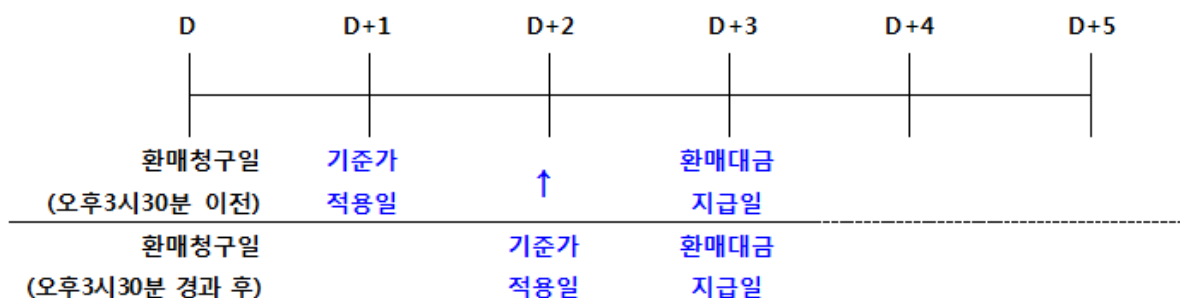 D D+1 D+2 D+3 D+4 D+5
환매청구일 기준가 ↑ 환매대금
(오후3시30분 이전) 적용일 지급일
환매청구일 기준가 환매대금
(오후3시30분 경과 후) 적용일 지급일